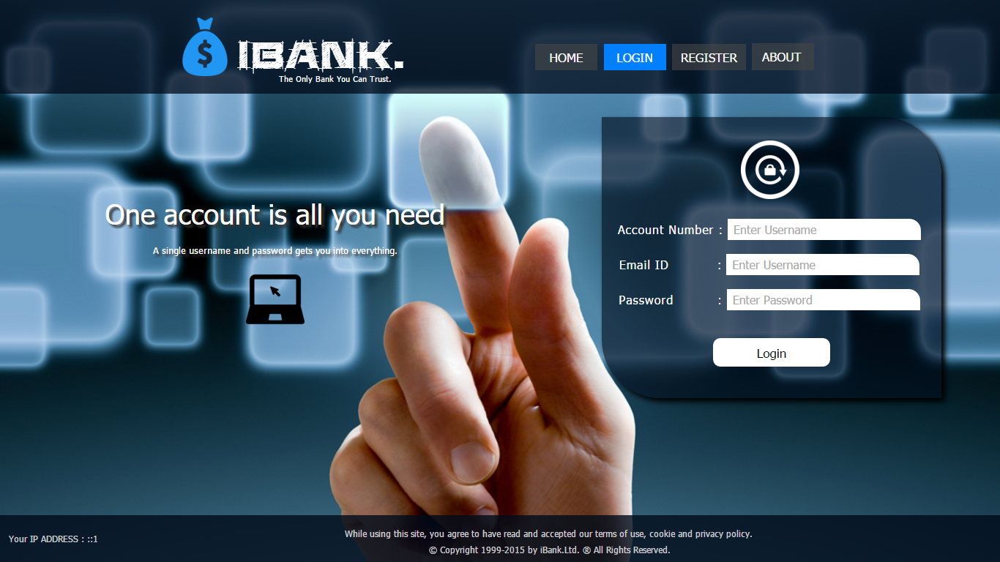 $
IBANK.
The Only Bank You Can Trust.
HOME LOGIN REGISTER ABOUT
One account is all you need
A single username and password gets you into everything.
Account Number : Enter Username
Email ID : Enter Username
Password : Enter Password
Login
Your IP ADDRESS : ::1
While using this site, you agree to have read and accepted our terms of use, cookie and privacy policy.
© Copyright 1999-2015 by iBank.Ltd. ® All Rights Reserved.